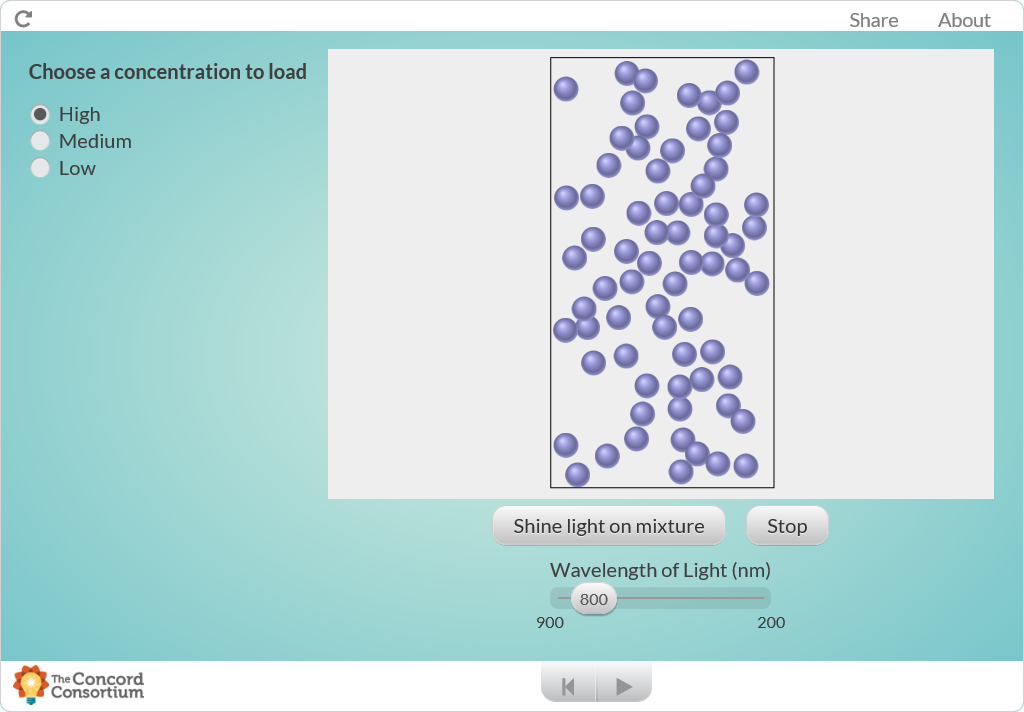 Share About
Choose a concentration to load
High
Medium
Low
Shine light on mixture Stop
Wavelength of Light (nm)
800
900 200
The Concord
Consortium